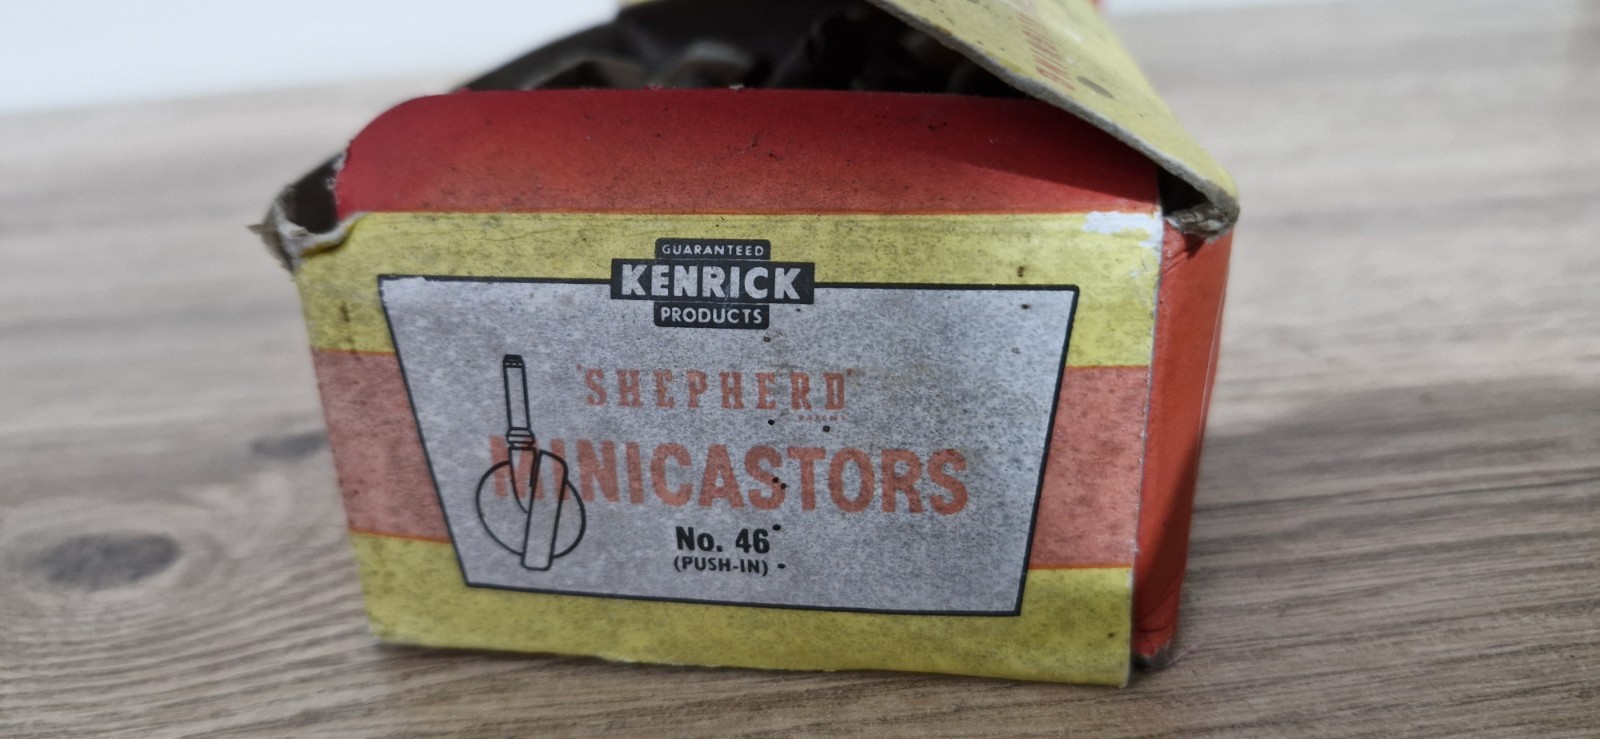 GUARANTEED
KENRICK
PRODUCTS
'SHEPHERD'
MINICASTORS
No. 46
(PUSH-IN)